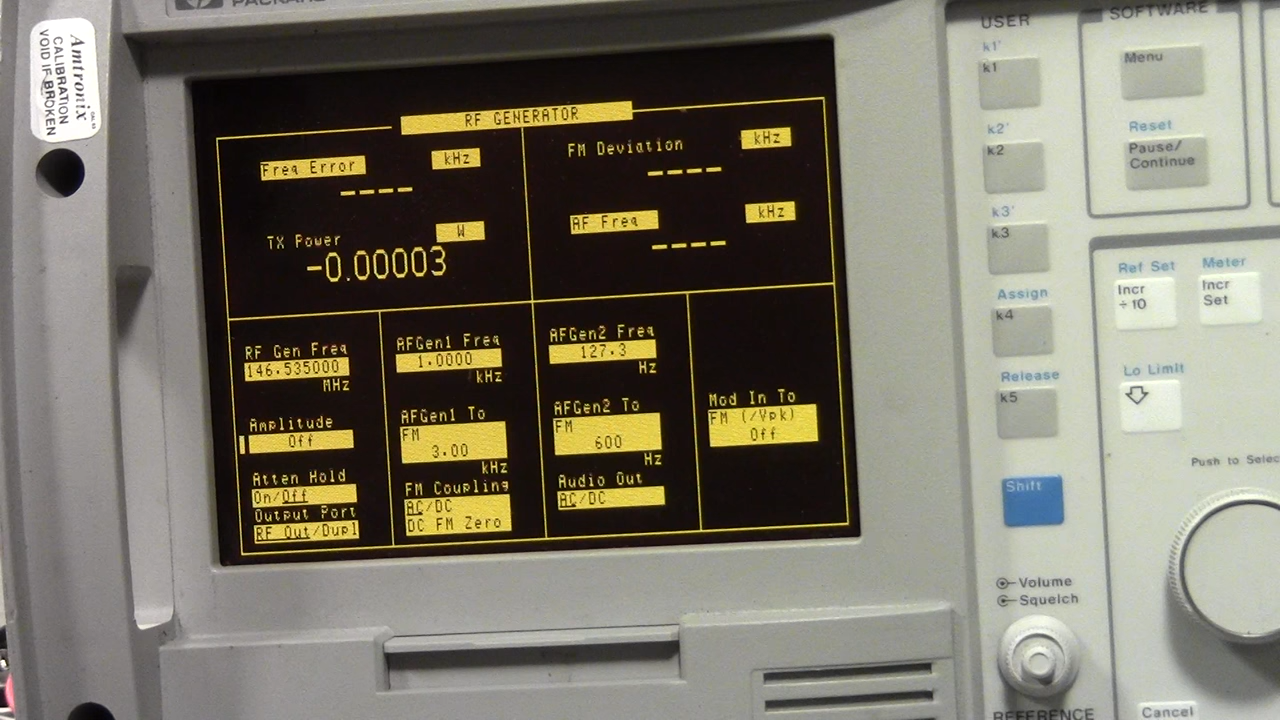 PACKARD
Amtronix
CALIBRATION
VOID IF BROKEN
RF GENERATOR
Freq Error
kHz
----
TX Power
W
-0.00003
FM Deviation
kHz
----
AF Freq
kHz
----
RF Gen Freq
146.535000
MHz
Amplitude
Off
Atten Hold
On/Off
Output Port
RF Out/Dupl
AFGen1 Freq
1.0000
kHz
AFGen1 To
FM
3.00
kHz
FM Coupling
AC/DC
DC FM Zero
AFGen2 Freq
127.3
Hz
AFGen2 To
FM
600
Hz
Audio Out
AC/DC
Mod In To
FM (/Vpk)
Off
USER
k1'
k1
k2'
k2
k3'
k3
Assign
k4
Release
k5
Shift
Volume
Squelch
REFERENCE
SOFTWARE
Menu
Reset
Pause/
Continue
Ref Set
Incr
÷10
Meter
Incr
Set
Lo Limit
Push to Selec
Cancel